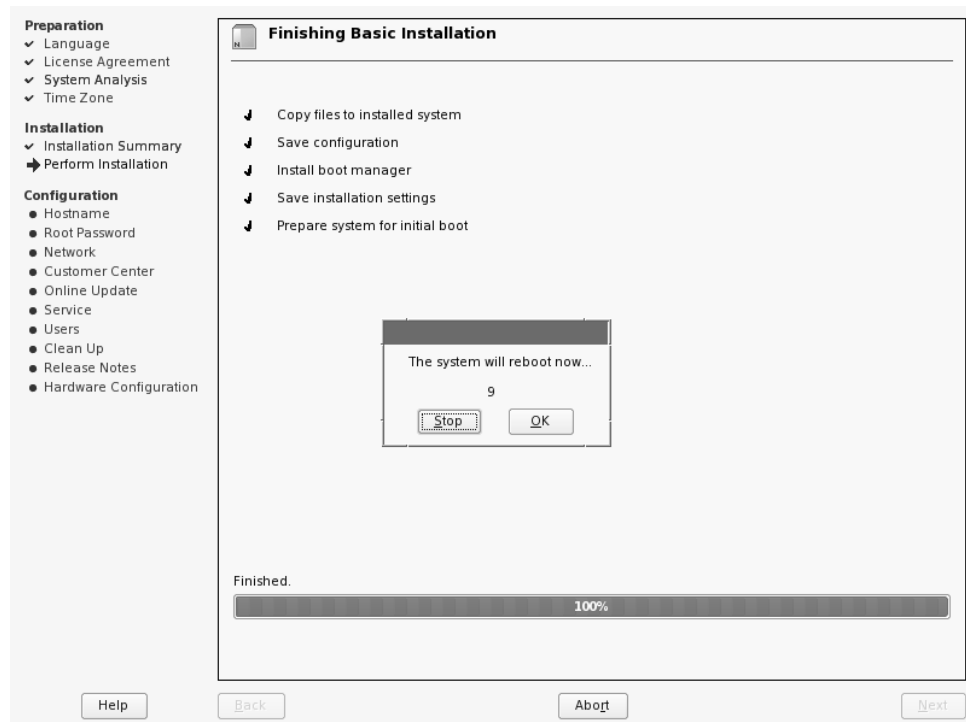 Preparation
Language
License Agreement
System Analysis
Time Zone
Installation
Installation Summary
Perform Installation
Configuration
Hostname
Root Password
Network
Customer Center
Online Update
Service
Users
Clean Up
Release Notes
Hardware Configuration
N
Finishing Basic Installation
Copy files to installed system
Save configuration
Install boot manager
Save installation settings
Prepare system for initial boot
The system will reboot now...
9
Stop OK
Finished.
100%
Help Back Abort Next